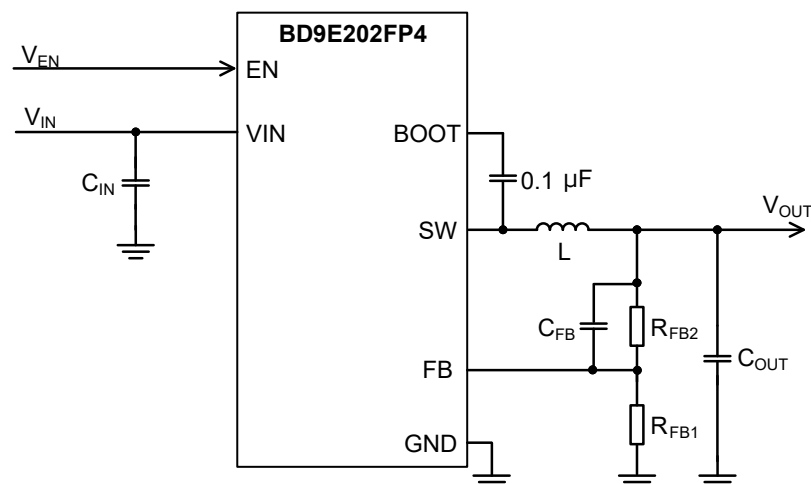 BD9E202FP4
V_EN
EN
V_IN
VIN
BOOT
C_IN
0.1 µF
SW
V_OUT
L
C_FB
R_FB2
FB
C_OUT
R_FB1
GND